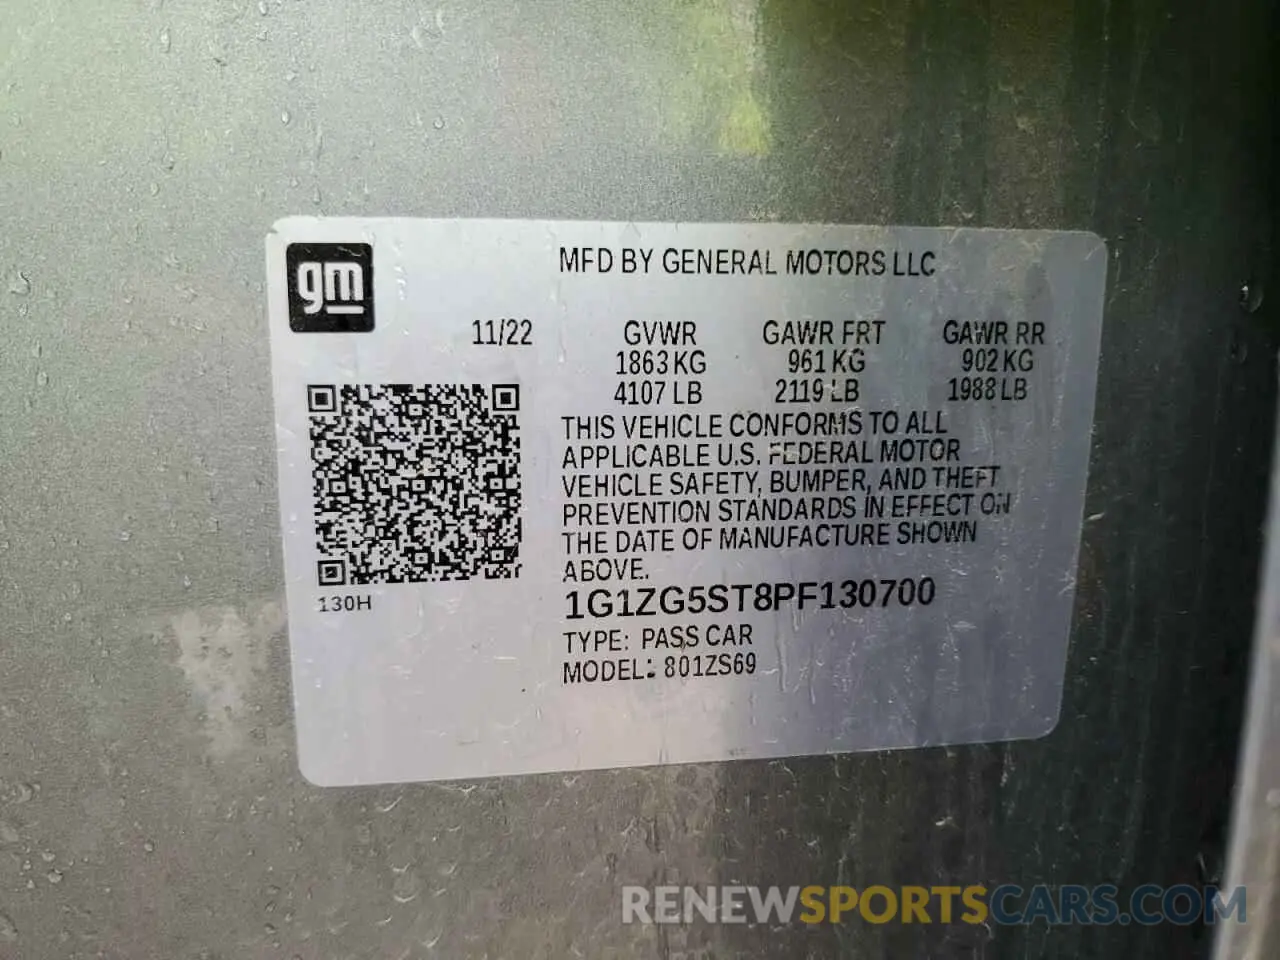 gm
MFD BY GENERAL MOTORS LLC
11/22 GVWR GAWR FRT GAWR RR
1863 KG 961 KG 902 KG
4107 LB 2119 LB 1988 LB
THIS VEHICLE CONFORMS TO ALL
APPLICABLE U.S. FEDERAL MOTOR
VEHICLE SAFETY, BUMPER, AND THEFT
PREVENTION STANDARDS IN EFFECT ON
THE DATE OF MANUFACTURE SHOWN
ABOVE.
130H
1G1ZG5ST8PF130700
TYPE: PASS CAR
MODEL: 801ZS69
RENEWSPORTSCARS.COM